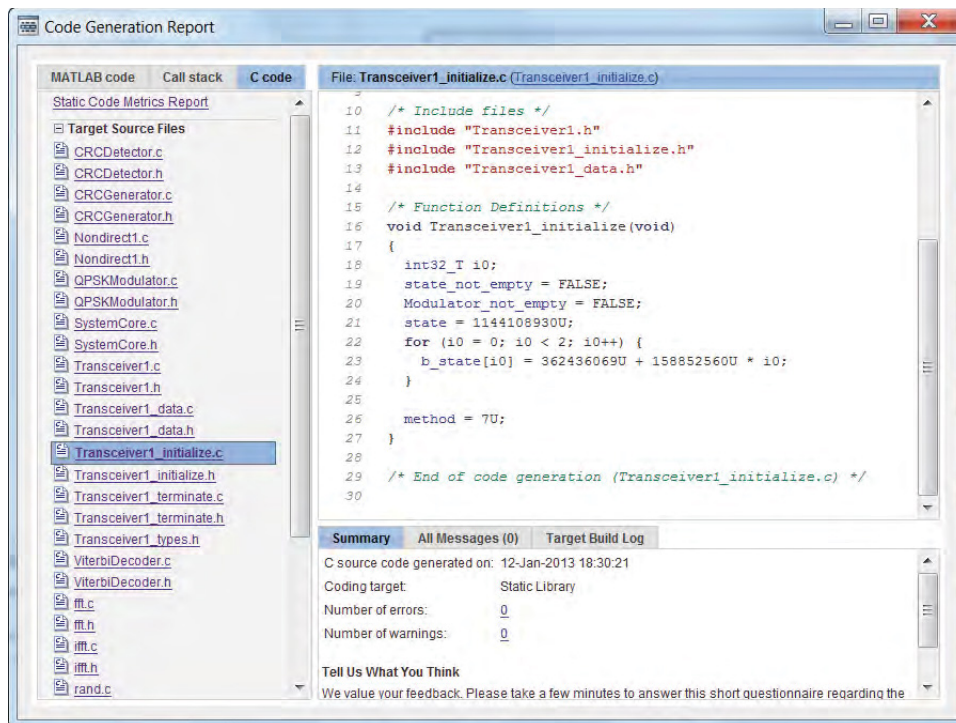 Code Generation Report
MATLAB code Call stack C code
Static Code Metrics Report
Target Source Files
CRCDetector.c
CRCDetector.h
CRCGenerator.c
CRCGenerator.h
Nondirect1.c
Nondirect1.h
QPSKModulator.c
QPSKModulator.h
SystemCore.c
SystemCore.h
Transceiver1.c
Transceiver1.h
Transceiver1_data.c
Transceiver1_data.h
Transceiver1_initialize.c
Transceiver1_initialize.h
Transceiver1_terminate.c
Transceiver1_terminate.h
Transceiver1_types.h
ViterbiDecoder.c
ViterbiDecoder.h
fft.c
fft.h
ifft.c
ifft.h
rand.c
File: Transceiver1_initialize.c (Transceiver1_initialize.c)
9
10 /* Include files */
11 #include "Transceiver1.h"
12 #include "Transceiver1_initialize.h"
13 #include "Transceiver1_data.h"
14
15 /* Function Definitions */
16 void Transceiver1_initialize(void)
17 {
18 int32_T i0;
19 state_not_empty = FALSE;
20 Modulator_not_empty = FALSE;
21 state = 1144108930U;
22 for (i0 = 0; i0 < 2; i0++) {
23 b_state[i0] = 362436069U + 158852560U * i0;
24 }
25
26 method = 7U;
27 }
28
29 /* End of code generation (Transceiver1_initialize.c) */
30
Summary All Messages (0) Target Build Log
C source code generated on: 12-Jan-2013 18:30:21
Coding target: Static Library
Number of errors: 0
Number of warnings: 0
Tell Us What You Think
We value your feedback. Please take a few minutes to answer this short questionnaire regarding the